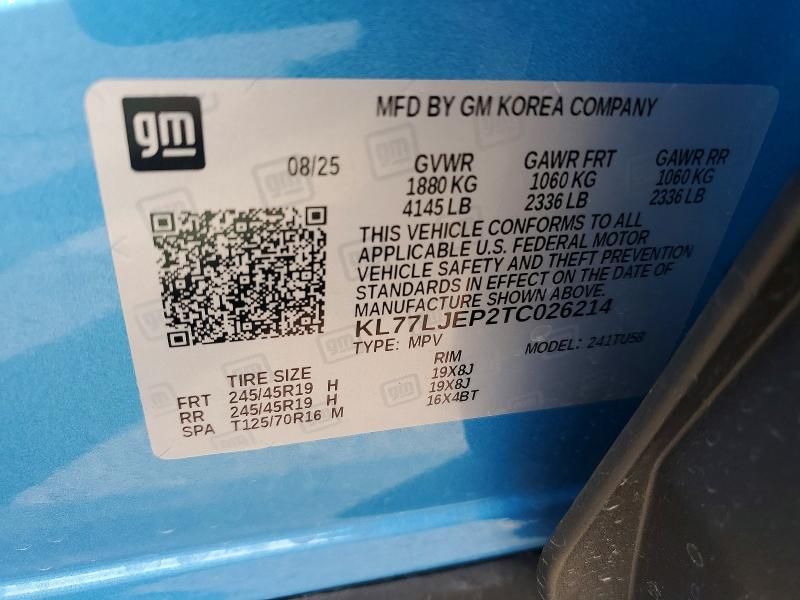 gm
MFD BY GM KOREA COMPANY
08/25
GVWR GAWR FRT GAWR RR
1880 KG 1060 KG 1060 KG
4145 LB 2336 LB 2336 LB
THIS VEHICLE CONFORMS TO ALL
APPLICABLE U.S. FEDERAL MOTOR
VEHICLE SAFETY AND THEFT PREVENTION
STANDARDS IN EFFECT ON THE DATE OF
MANUFACTURE SHOWN ABOVE.
KL77LJEP2TC026214
TYPE: MPV MODEL: 241TU58
TIRE SIZE RIM
FRT 245/45R19 H 19X8J
RR 245/45R19 H 19X8J
SPA T125/70R16 M 16X4BT